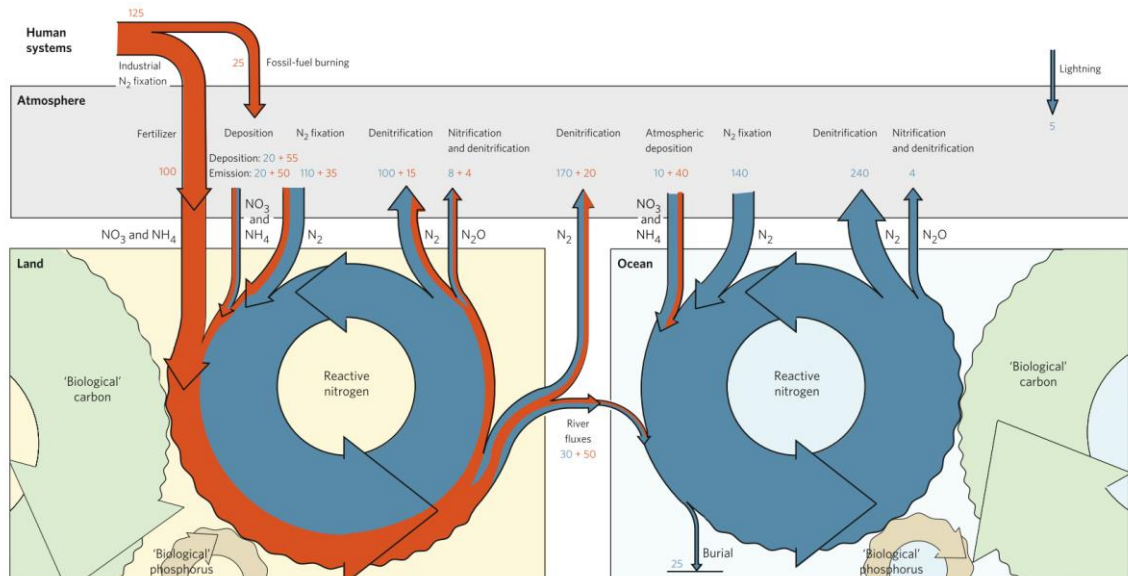 125
Human
systems
Industrial
N₂ fixation
25
Fossil-fuel burning
Lightning
Atmosphere
5
Fertilizer
Deposition
N₂ fixation
Denitrification
Nitrification
and denitrification
Denitrification
Atmospheric
deposition
N₂ fixation
Denitrification
Nitrification
and denitrification
Deposition: 20 + 55
100
Emission: 20 + 50
110 + 35
100 + 15
8 + 4
170 + 20
10 + 40
140
240
4
NO₃ and NH₄
NO₃
and
NH₄
N₂
N₂
N₂O
N₂
NO₃
and
NH₄
N₂
N₂
N₂O
Land
Ocean
'Biological'
carbon
Reactive
nitrogen
River
fluxes
30 + 50
Reactive
nitrogen
'Biological'
carbon
'Biological'
phosphorus
25
Burial
'Biological'
phosphorus